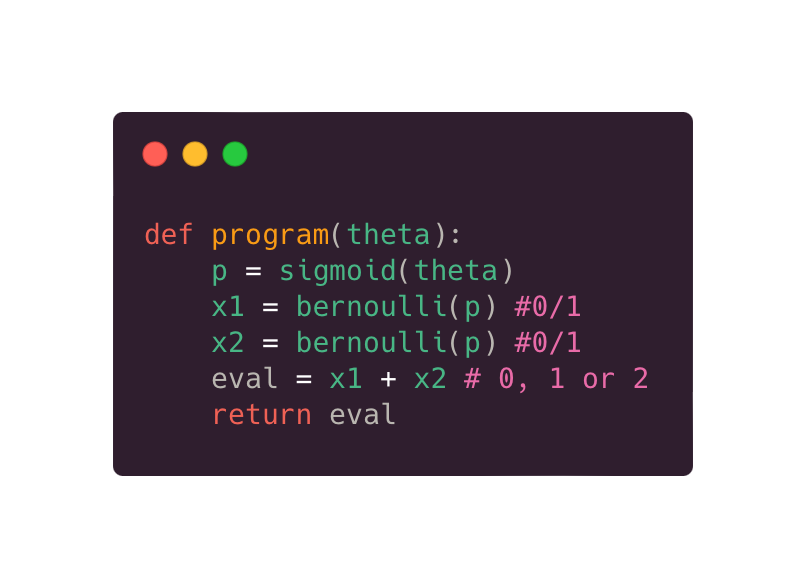 def program(theta):
    p = sigmoid(theta)
    x1 = bernoulli(p) #0/1
    x2 = bernoulli(p) #0/1
    eval = x1 + x2 # 0, 1 or 2
    return eval